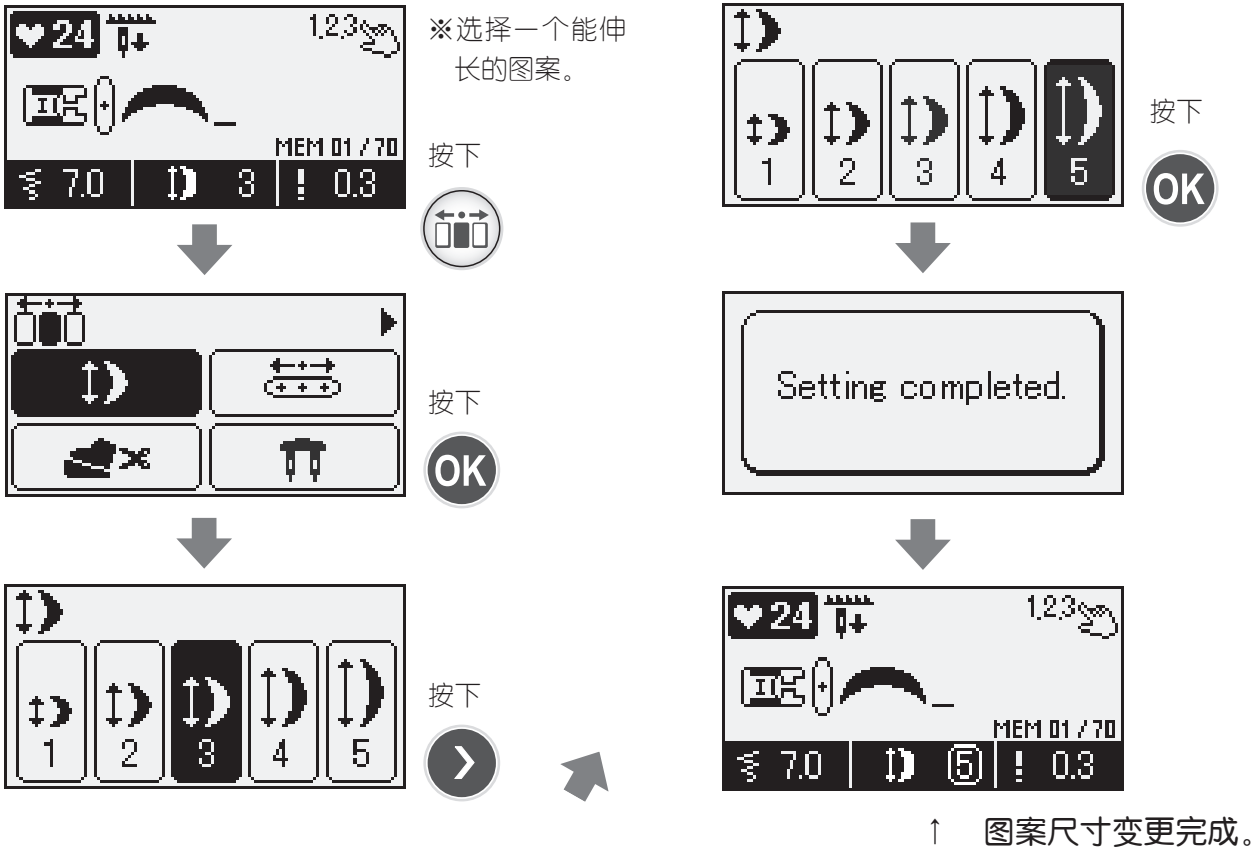 24
1,2,3
MEM 01 / 70
7.0 3 0.3
※选择一个能伸
长的图案。
按下
按下
OK
1 2 3 4 5
按下
1 2 3 4 5
按下
OK
Setting completed.
24
1,2,3
MEM 01 / 70
7.0 5 0.3
↑ 图案尺寸变更完成。